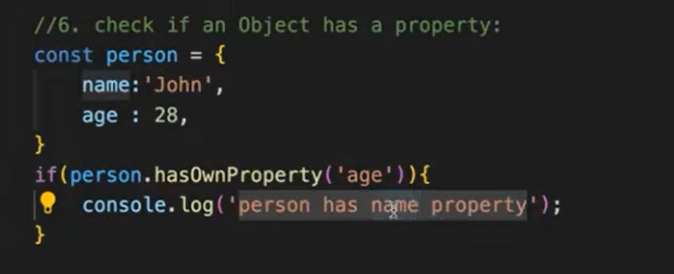 //6. check if an Object has a property:
const person = {
name:'John',
age : 28,
}
if(person.hasOwnProperty('age')){
console.log('person has name property');
}